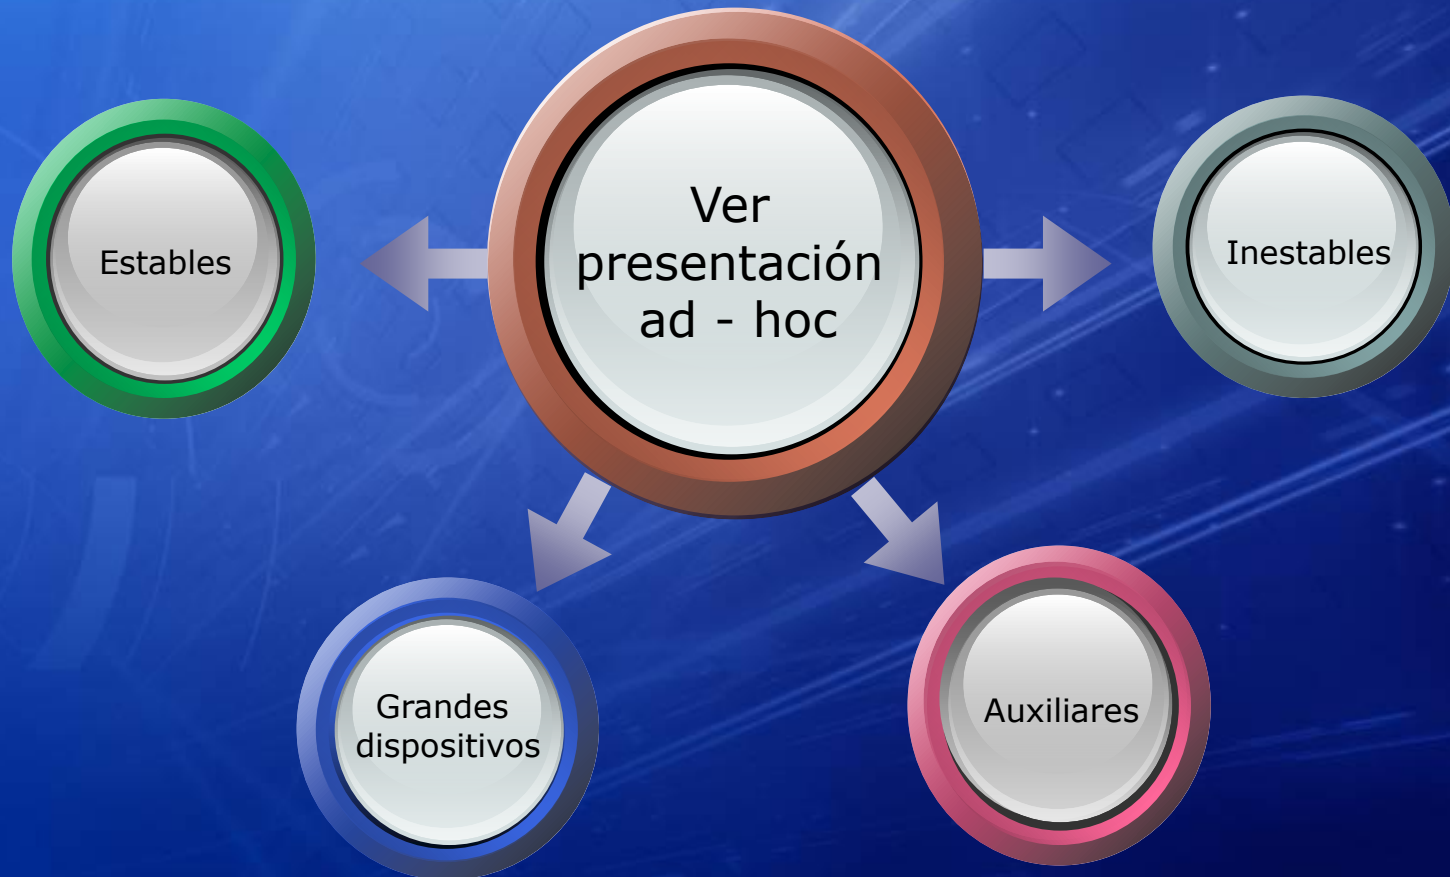 Ver
presentación
ad - hoc
Estables
Inestables
Grandes
dispositivos
Auxiliares